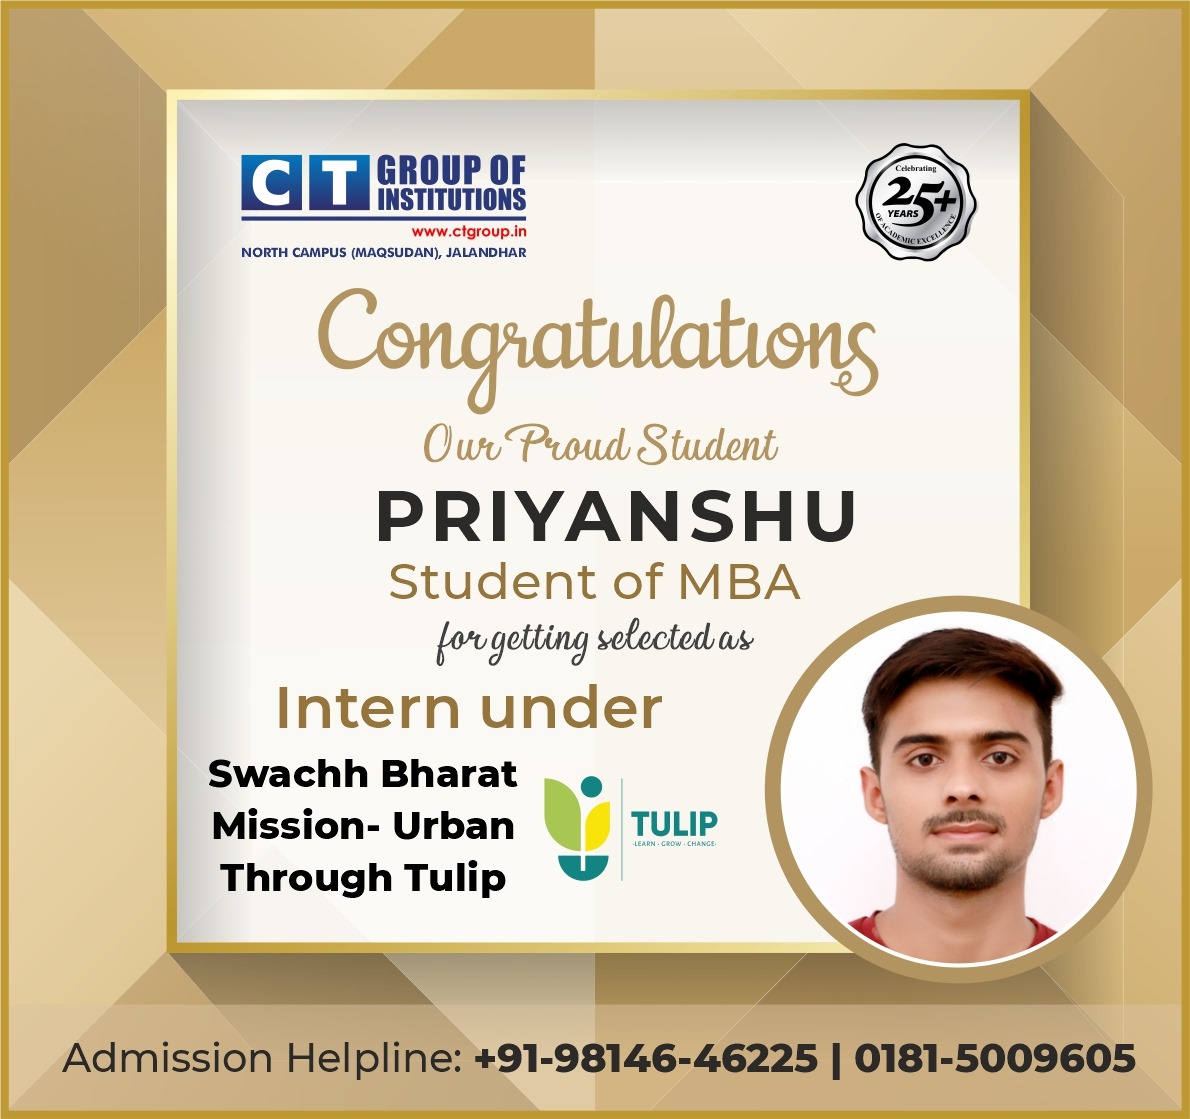 CT GROUP OF
INSTITUTIONS
www.ctgroup.in
NORTH CAMPUS (MAQSUDAN), JALANDHAR
Celebrating
25+
YEARS
OF ACADEMIC EXCELLENCE
Congratulations
Our Proud Student
PRIYANSHU
Student of MBA
for getting selected as
Intern under
Swachh Bharat
Mission- Urban
Through Tulip
TULIP
-LEARN - GROW - CHANGE-
Admission Helpline: +91-98146-46225 | 0181-5009605